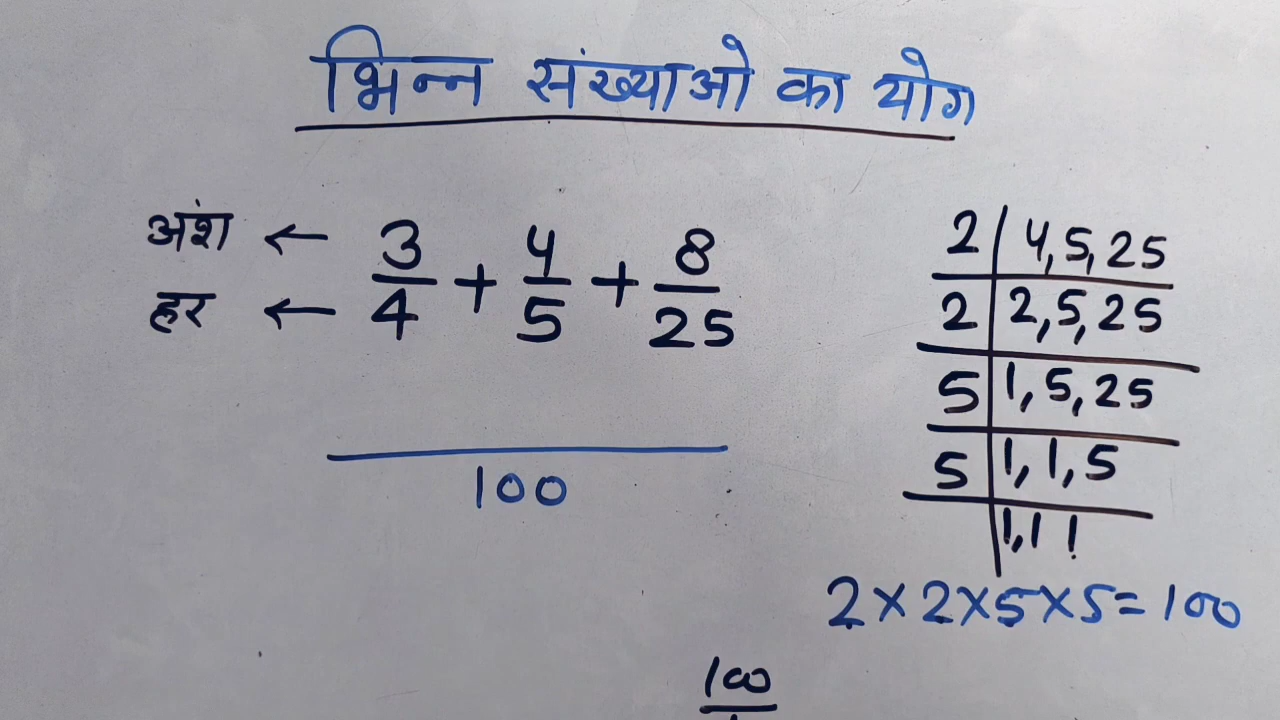 भिन्न संख्याओ का योग
अंश ← 3/4 + 4/5 + 8/25
हर ←
100
2 | 4, 5, 25
2 | 2, 5, 25
5 | 1, 5, 25
5 | 1, 1, 5
1, 1 1
2×2×5×5=100
100